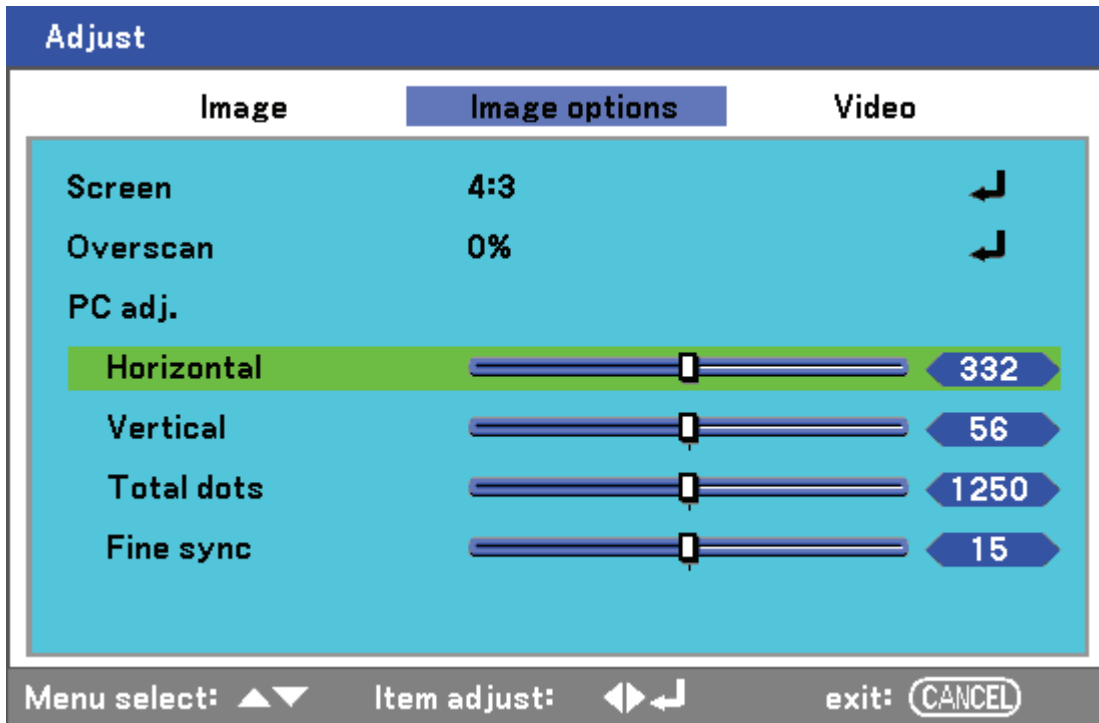 Adjust
Image Image options Video
Screen 4:3
Overscan 0%
PC adj.
Horizontal 332
Vertical 56
Total dots 1250
Fine sync 15
Menu select: ▲▼ Item adjust: ◀▶↵ exit: CANCEL